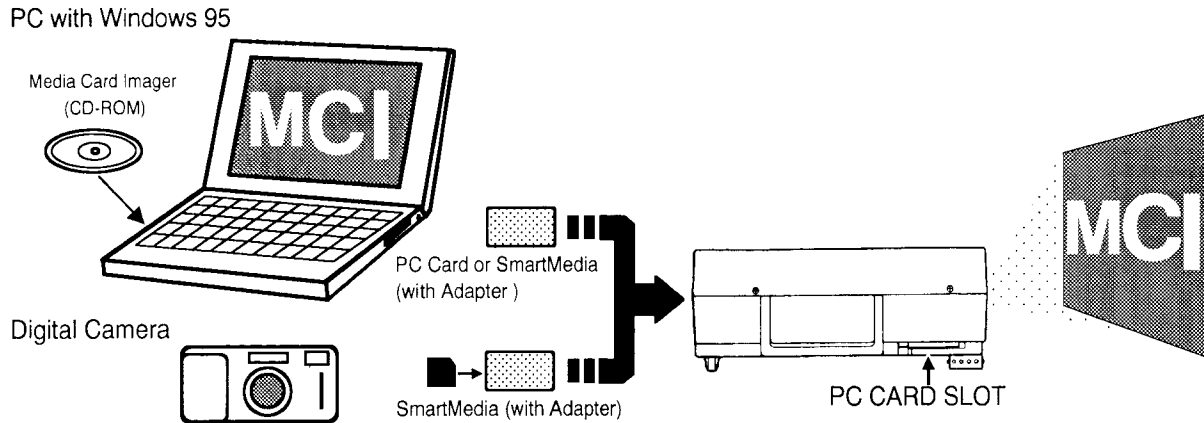 PC with Windows 95
Media Card Imager
(CD-ROM)
MCI
PC Card or SmartMedia
(with Adapter )
MCI
Digital Camera
SmartMedia (with Adapter)
PC CARD SLOT